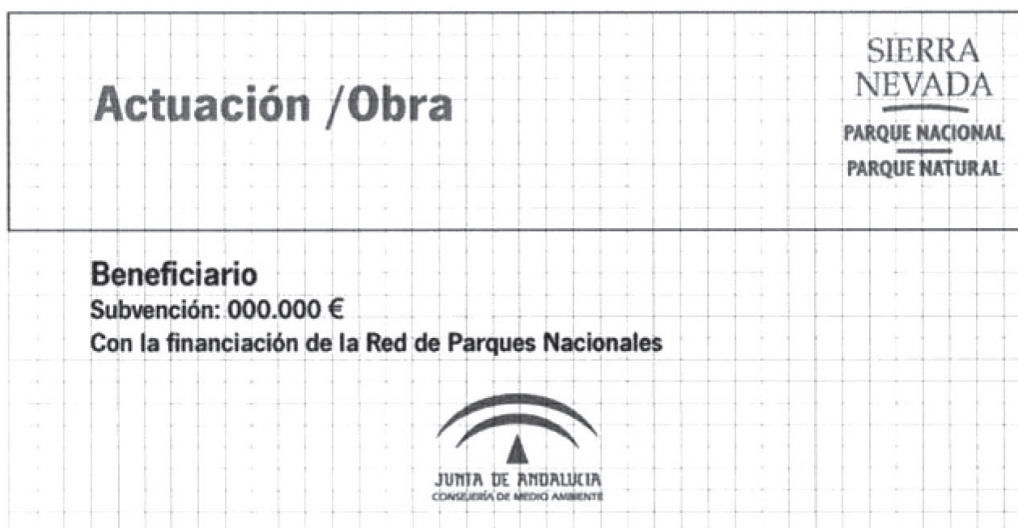 Actuación /Obra
SIERRA
NEVADA
PARQUE NACIONAL
PARQUE NATURAL
Beneficiario
Subvención: 000.000 €
Con la financiación de la Red de Parques Nacionales
JUNTA DE ANDALUCIA
CONSEJERÍA DE MEDIO AMBIENTE